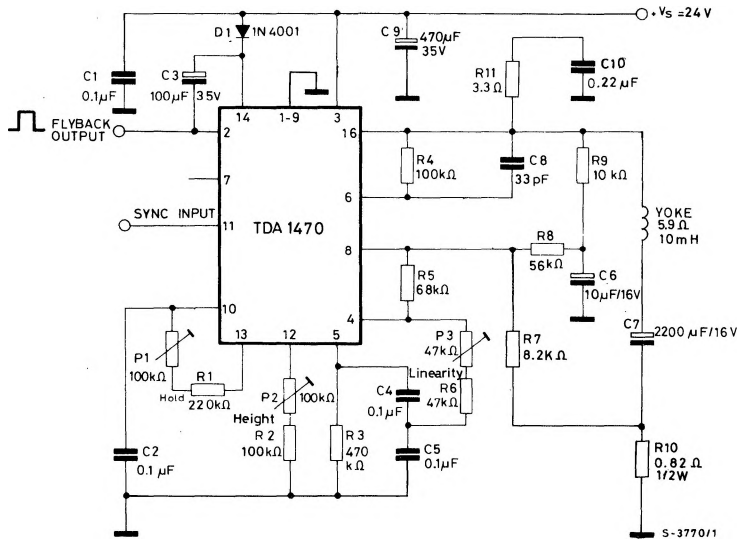 +Vs = 24V
D1 1N 4001
C9 470µF 35V
C1 0.1µF
C3 100µF 35V
R11 3.3Ω
C10 0.22µF
FLYBACK OUTPUT
2
14
1-9
3
16
R4 100kΩ
C8 33pF
R9 10kΩ
7
6
YOKE 5.9Ω 10mH
SYNC INPUT
11
TDA 1470
8
R8 56kΩ
R5 68kΩ
C6 10µF/16V
C7 2200µF/16V
10
4
P1 100kΩ
13
12
5
P3 47kΩ
Linearity
R7 8.2KΩ
Hold
R1 220kΩ
P2 100kΩ
Height
C4 0.1µF
R6 47kΩ
C2 0.1µF
R2 100kΩ
R3 470 kΩ
C5 0.1µF
R10 0.82Ω 1/2W
S-3770/1